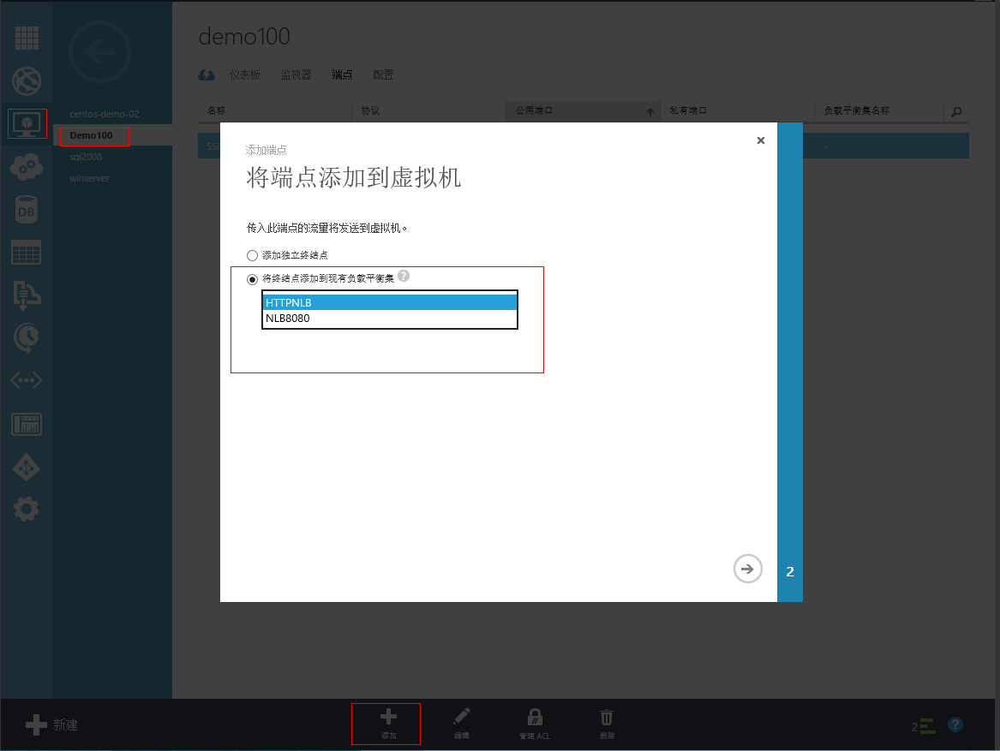 demo100
仪表板 监视器 端点 配置
名称 协议 公用端口 私有端口 负载平衡集名称
centos-demo-02
Demo100
sql2008
winserver
DB
添加端点
将端点添加到虚拟机
传入此端点的流量将发送到虚拟机。
添加独立终结点
将终结点添加到现有负载平衡集 ?
HTTPNLB
NLB8080
2
新建
添加 编辑 管理 ACL 删除
2 ?